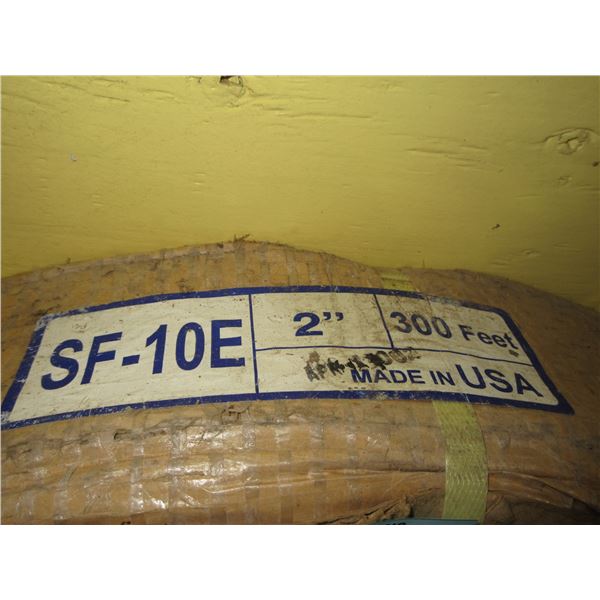 SF-10E
2"
300 Feet
MADE IN USA